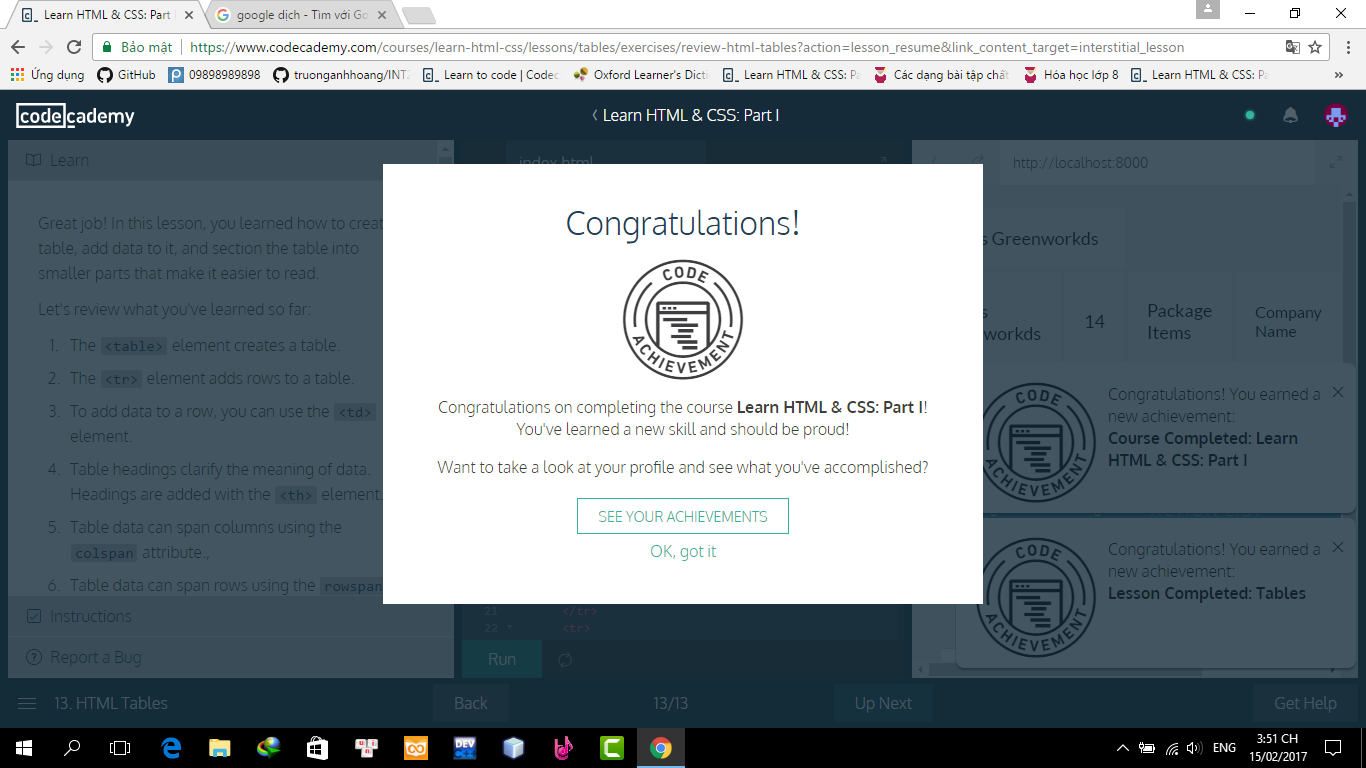 Learn HTML & CSS: Part I
google dịch - Tìm với Go
Bảo mật
https://www.codecademy.com/courses/learn-html-css/lessons/tables/exercises/review-html-tables?action=lesson_resume&link_content_target=interstitial_lesson
Ứng dụng GitHub 09898989898 truonganhhoang/INT Learn to code | Codec Oxford Learner's Dicti Learn HTML & CSS: Pa Các dạng bài tập chất Hóa học lớp 8 Learn HTML & CSS: Pa »
codecademy
Learn HTML & CSS: Part I
Learn
index.html
http://localhost:8000
Great job! In this lesson, you learned how to creat
table, add data to it, and section the table into
smaller parts that make it easier to read.
Let's review what you've learned so far:
1. The <table> element creates a table.
2. The <tr> element adds rows to a table.
3. To add data to a row, you can use the <td>
element.
4. Table headings clarify the meaning of data.
Headings are added with the <th> element.
5. Table data can span columns using the
colspan attribute.,
6. Table data can span rows using the rowspan
Instructions
Report a Bug
Congratulations!
CODE
ACHIEVEMENT
Congratulations on completing the course Learn HTML & CSS: Part I!
You've learned a new skill and should be proud!
Want to take a look at your profile and see what you've accomplished?
SEE YOUR ACHIEVEMENTS
OK, got it
23 </tr>
22 <tr>
Run
s Greenworkds
s
workds
14
Package
Items
Company
Name
CODE
ACHIEVEMENT
Congratulations! You earned a
new achievement:
Course Completed: Learn
HTML & CSS: Part I
CODE
ACHIEVEMENT
Congratulations! You earned a
new achievement:
Lesson Completed: Tables
13. HTML Tables
Back
13/13
Up Next
Get Help
DEV
ENG
3:51 CH
15/02/2017